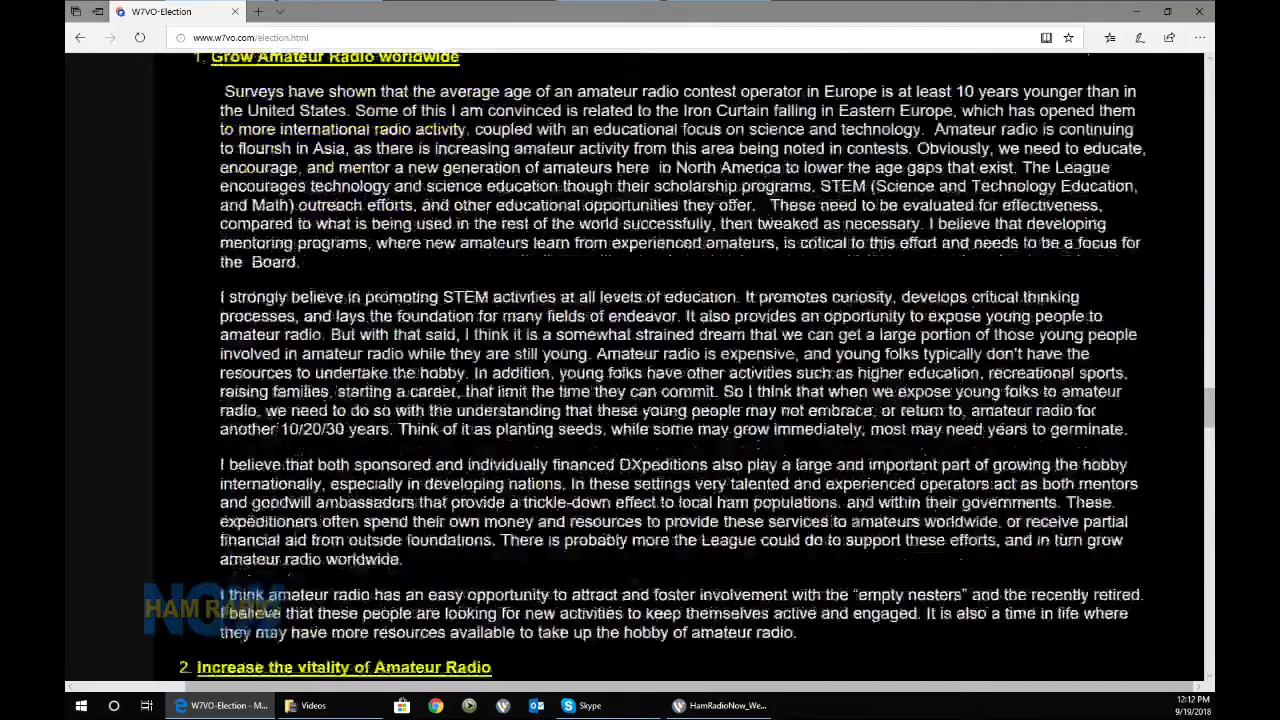 W7VO-Election
www.w7vo.com/election.html
1. Grow Amateur Radio worldwide
Surveys have shown that the average age of an amateur radio contest operator in Europe is at least 10 years younger than in
the United States. Some of this I am convinced is related to the Iron Curtain falling in Eastern Europe, which has opened them
to more international radio activity, coupled with an educational focus on science and technology. Amateur radio is continuing
to flourish in Asia, as there is increasing amateur activity from this area being noted in contests. Obviously, we need to educate,
encourage, and mentor a new generation of amateurs here in North America to lower the age gaps that exist. The League
encourages technology and science education though their scholarship programs, STEM (Science and Technology Education,
and Math) outreach efforts, and other educational opportunities they offer. These need to be evaluated for effectiveness,
compared to what is being used in the rest of the world successfully, then tweaked as necessary. I believe that developing
mentoring programs, where new amateurs learn from experienced amateurs, is critical to this effort and needs to be a focus for
the Board.
I strongly believe in promoting STEM activities at all levels of education. It promotes curiosity, develops critical thinking
processes, and lays the foundation for many fields of endeavor. It also provides an opportunity to expose young people to
amateur radio. But with that said, I think it is a somewhat strained dream that we can get a large portion of those young people
involved in amateur radio while they are still young. Amateur radio is expensive, and young folks typically don't have the
resources to undertake the hobby. In addition, young folks have other activities such as higher education, recreational sports,
raising families, starting a career, that limit the time they can commit. So I think that when we expose young folks to amateur
radio, we need to do so with the understanding that these young people may not embrace, or return to, amateur radio for
another 10/20/30 years. Think of it as planting seeds, while some may grow immediately, most may need years to germinate.
I believe that both sponsored and individually financed DXpeditions also play a large and important part of growing the hobby
internationally, especially in developing nations. In these settings very talented and experienced operators act as both mentors
and goodwill ambassadors that provide a trickle-down effect to local ham populations, and within their governments. These
expeditioners often spend their own money and resources to provide these services to amateurs worldwide, or receive partial
financial aid from outside foundations. There is probably more the League could do to support these efforts, and in turn grow
amateur radio worldwide.
I think amateur radio has an easy opportunity to attract and foster involvement with the "empty nesters" and the recently retired.
I believe that these people are looking for new activities to keep themselves active and engaged. It is also a time in life where
they may have more resources available to take up the hobby of amateur radio.
HAM RADIO
NOW
2. Increase the vitality of Amateur Radio
W7VO-Election - M...
Videos
Skype
HamRadioNow_We...
12:12 PM
9/19/2018